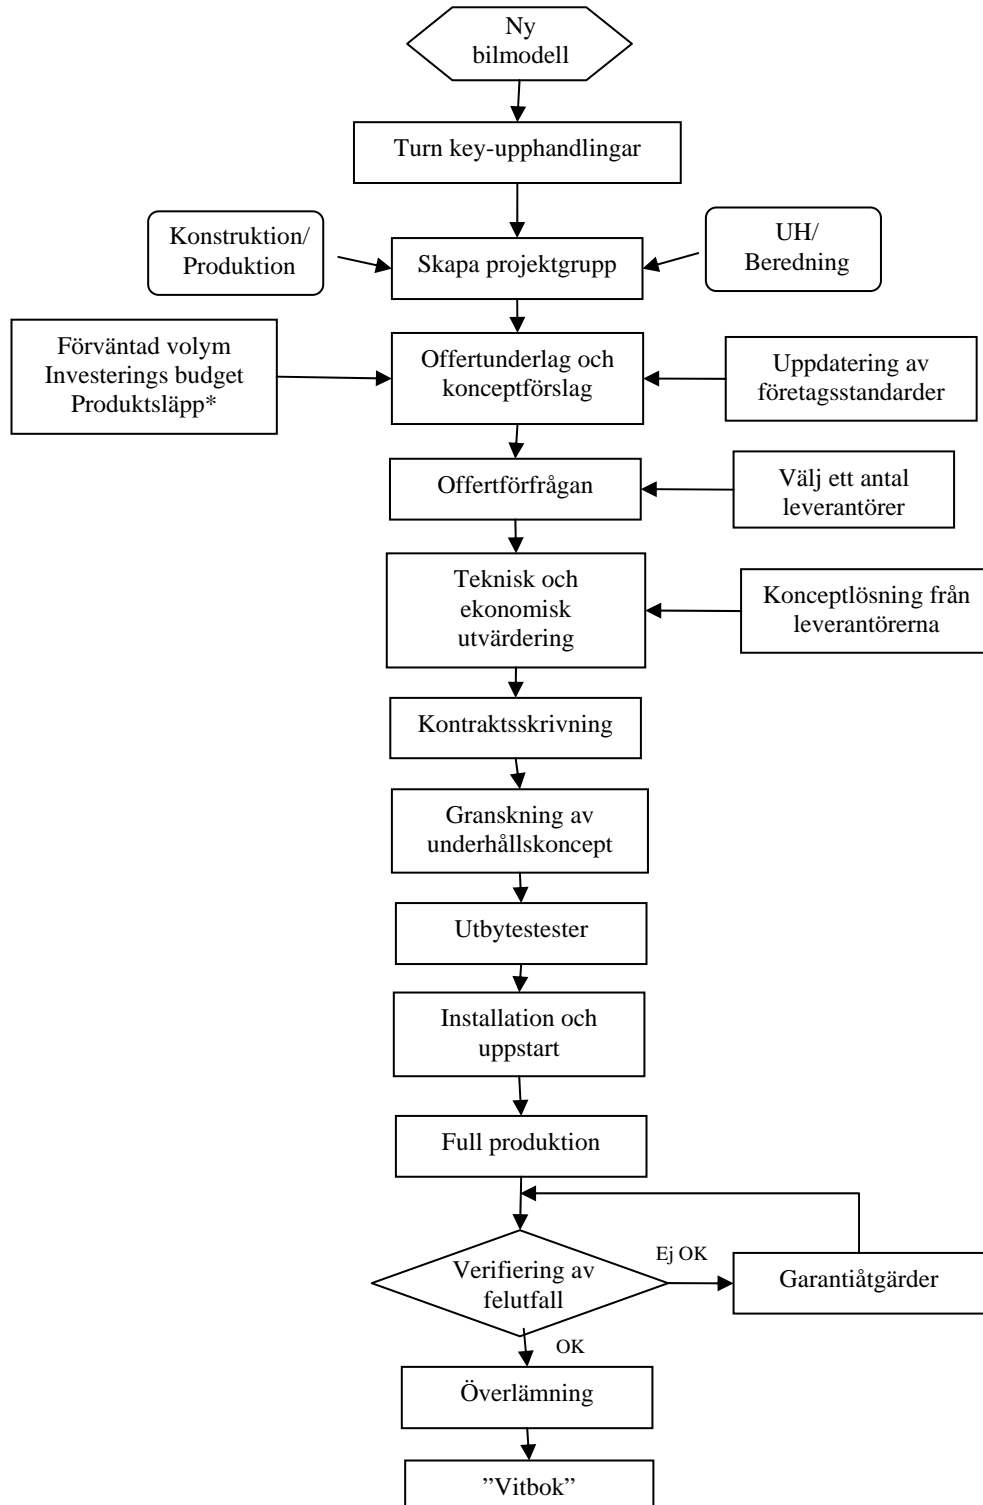 Ny
bilmodell
Turn key-upphandlingar
Konstruktion/
Produktion
UH/
Beredning
Skapa projektgrupp
Förväntad volym
Investerings budget
Produktsläpp*
Offertunderlag och
konceptförslag
Uppdatering av
företagsstandarder
Offertförfrågan
Välj ett antal
leverantörer
Teknisk och
ekonomisk
utvärdering
Konceptlösning från
leverantörerna
Kontraktsskrivning
Granskning av
underhållskoncept
Utbytestester
Installation och
uppstart
Full produktion
Verifiering av
felutfall
Ej OK
Garantiåtgärder
OK
Överlämning
”Vitbok”